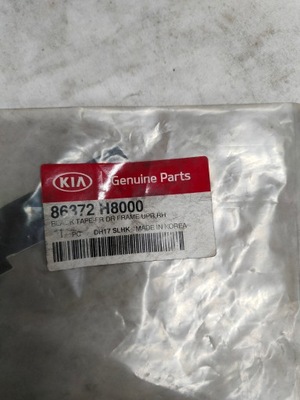 KIA Genuine Parts
86372 H8000
BLACK TAPE-FR DR FRAME UPR,RH
1 PC DH17 SLHK MADE IN KOREA